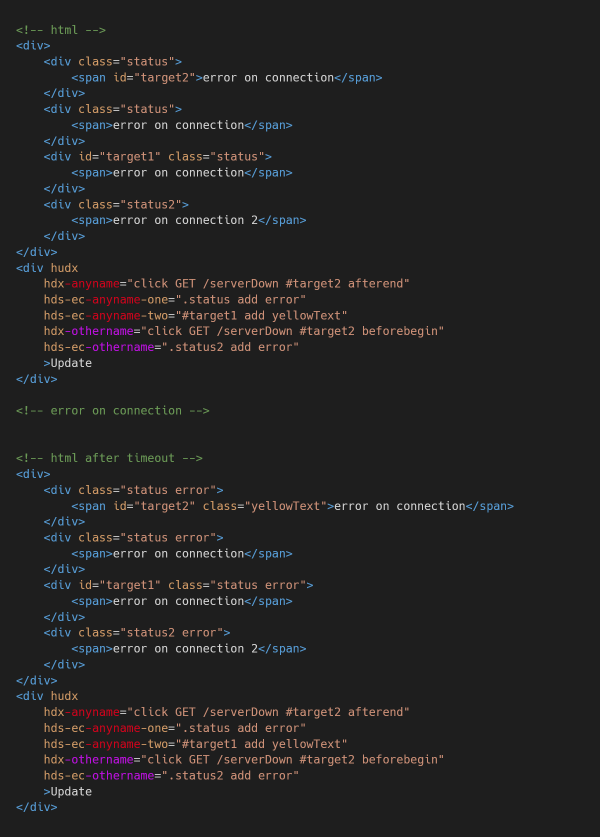 <!-- html -->
<div>
    <div class="status">
        <span id="target2">error on connection</span>
    </div>
    <div class="status">
        <span>error on connection</span>
    </div>
    <div id="target1" class="status">
        <span>error on connection</span>
    </div>
    <div class="status2">
        <span>error on connection 2</span>
    </div>
</div>
<div hudx
    hdx-anyname="click GET /serverDown #target2 afterend"
    hds-ec-anyname-one=".status add error"
    hds-ec-anyname-two="#target1 add yellowText"
    hdx-othername="click GET /serverDown #target2 beforebegin"
    hds-ec-othername=".status2 add error"
    >Update
</div>

<!-- error on connection -->


<!-- html after timeout -->
<div>
    <div class="status error">
        <span id="target2" class="yellowText">error on connection</span>
    </div>
    <div class="status error">
        <span>error on connection</span>
    </div>
    <div id="target1" class="status error">
        <span>error on connection</span>
    </div>
    <div class="status2 error">
        <span>error on connection 2</span>
    </div>
</div>
<div hudx
    hdx-anyname="click GET /serverDown #target2 afterend"
    hds-ec-anyname-one=".status add error"
    hds-ec-anyname-two="#target1 add yellowText"
    hdx-othername="click GET /serverDown #target2 beforebegin"
    hds-ec-othername=".status2 add error"
    >Update
</div>